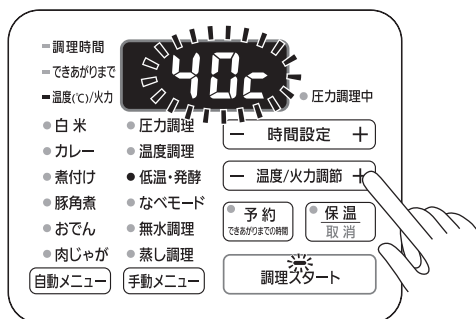 調理時間
できあがりまで
温度(℃)/火力
40c
圧力調理中
白米
カレー
煮付け
豚角煮
おでん
肉じゃが
自動メニュー
圧力調理
温度調理
低温・発酵
なべモード
無水調理
蒸し調理
手動メニュー
− 時間設定 +
− 温度/火力調節 +
予約
できあがりまでの時間
保温
取消
調理スタート